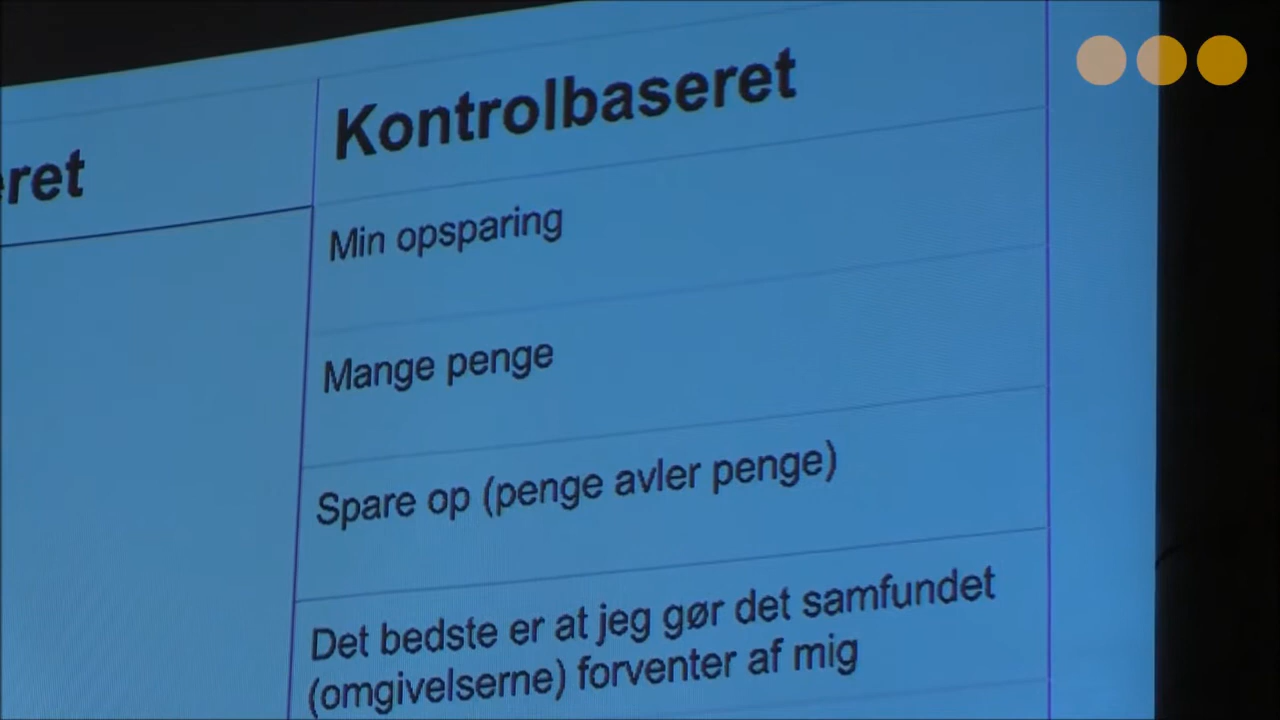 Kontrolbaseret
Min opsparing
Mange penge
Spare op (penge avler penge)
Det bedste er at jeg gør det samfundet
(omgivelserne) forventer af mig